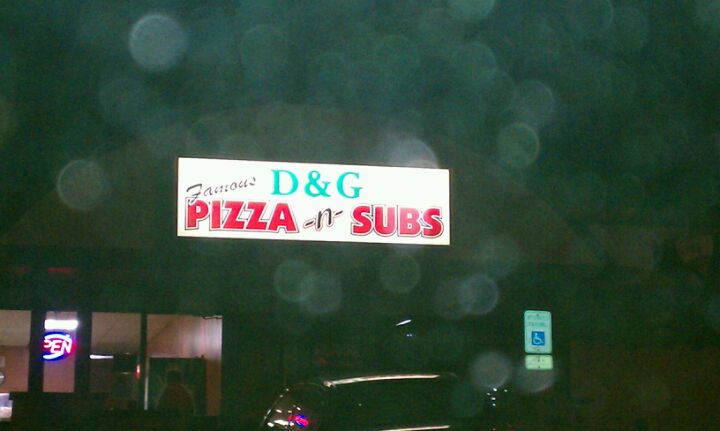 Famous D&G
PIZZA -n- SUBS